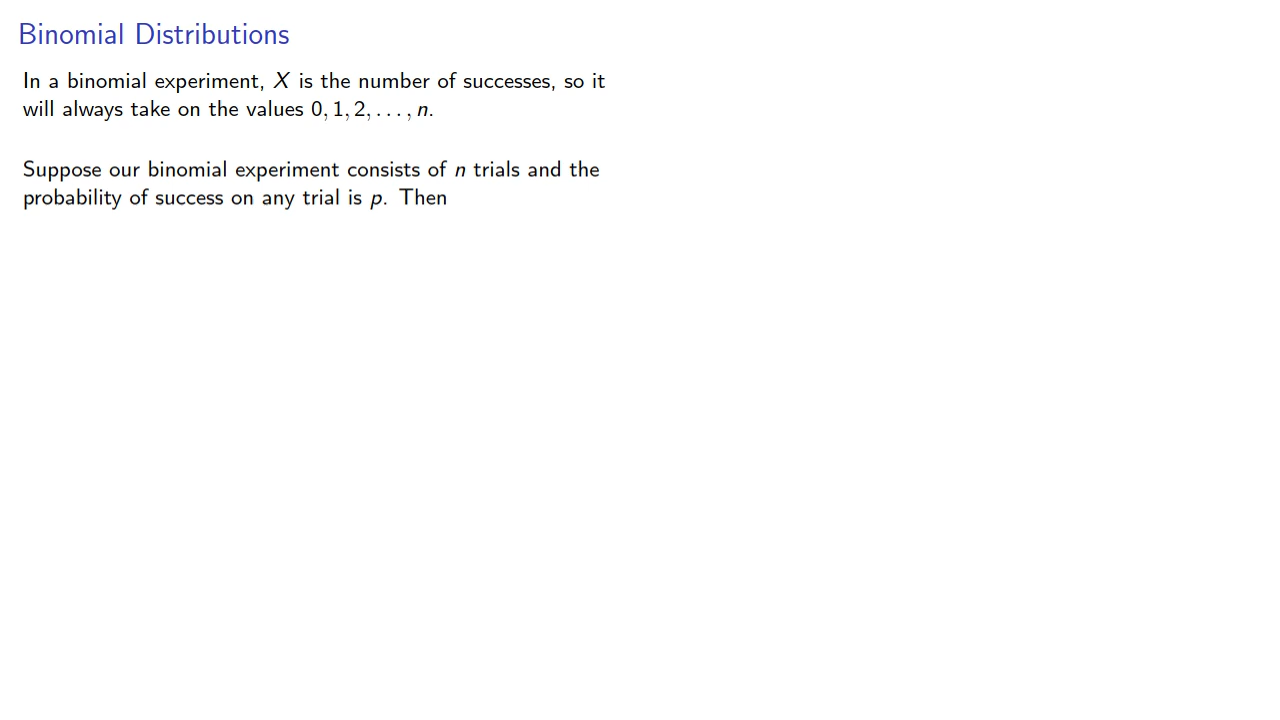 Binomial Distributions
In a binomial experiment, X is the number of successes, so it
will always take on the values 0, 1, 2, . . . , n.
Suppose our binomial experiment consists of n trials and the
probability of success on any trial is p. Then